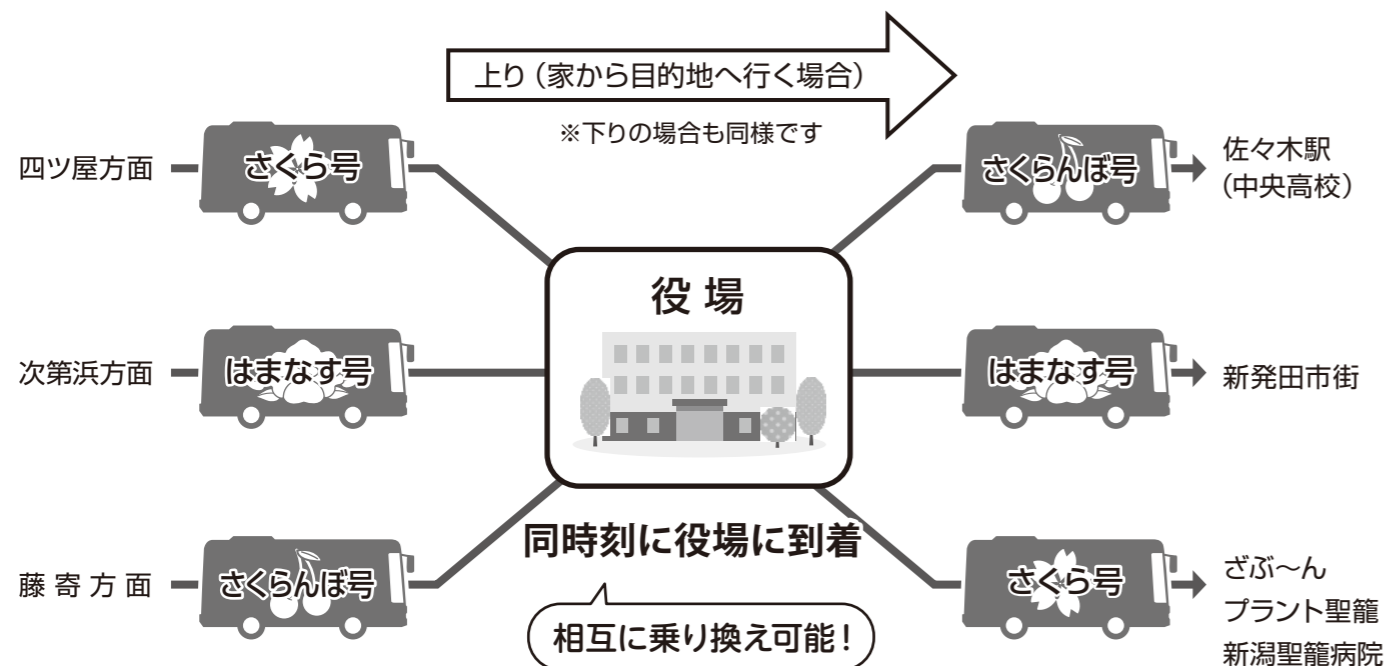 上り（家から目的地へ行く場合）
※下りの場合も同様です
四ツ屋方面
さくら号
さくらんぼ号
佐々木駅
（中央高校）
役場
次第浜方面
はまなす号
はまなす号
新発田市街
同時刻に役場に到着
藤寄方面
さくらんぼ号
さくら号
ざぶ～ん
プラント聖籠
新潟聖籠病院
相互に乗り換え可能！